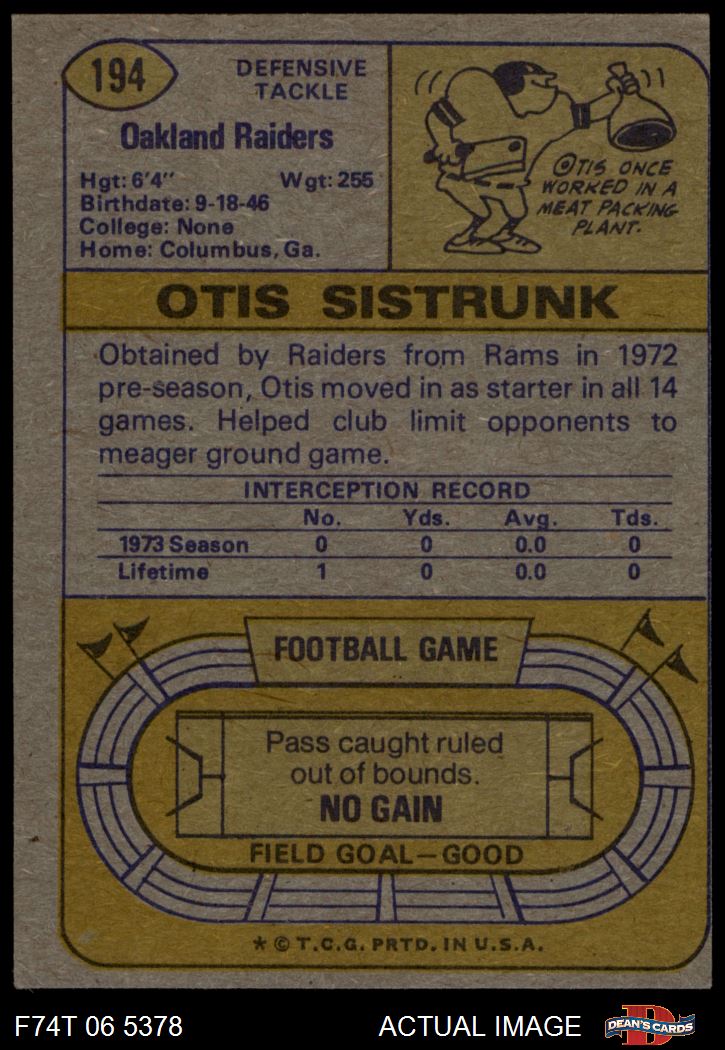 194
DEFENSIVE
TACKLE
Oakland Raiders
Hgt: 6'4" Wgt: 255
Birthdate: 9-18-46
College: None
Home: Columbus, Ga.
OTIS ONCE
WORKED IN A
MEAT PACKING
PLANT.
OTIS SISTRUNK
Obtained by Raiders from Rams in 1972
pre-season, Otis moved in as starter in all 14
games. Helped club limit opponents to
meager ground game.
INTERCEPTION RECORD
No. Yds. Avg. Tds.
1973 Season 0 0 0.0 0
Lifetime 1 0 0.0 0
FOOTBALL GAME
Pass caught ruled
out of bounds.
NO GAIN
FIELD GOAL—GOOD
* © T.C.G. PRTD. IN U.S.A.
F74T 06 5378 ACTUAL IMAGE
D
DEAN'S CARDS